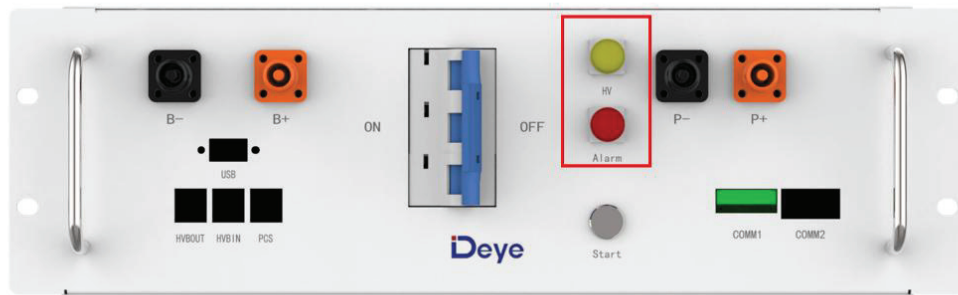 HV
B-
B+
P-
P+
ON
OFF
Alarm
USB
HVBOUT
HVBIN
PCS
Deye
Start
COMM1
COMM2